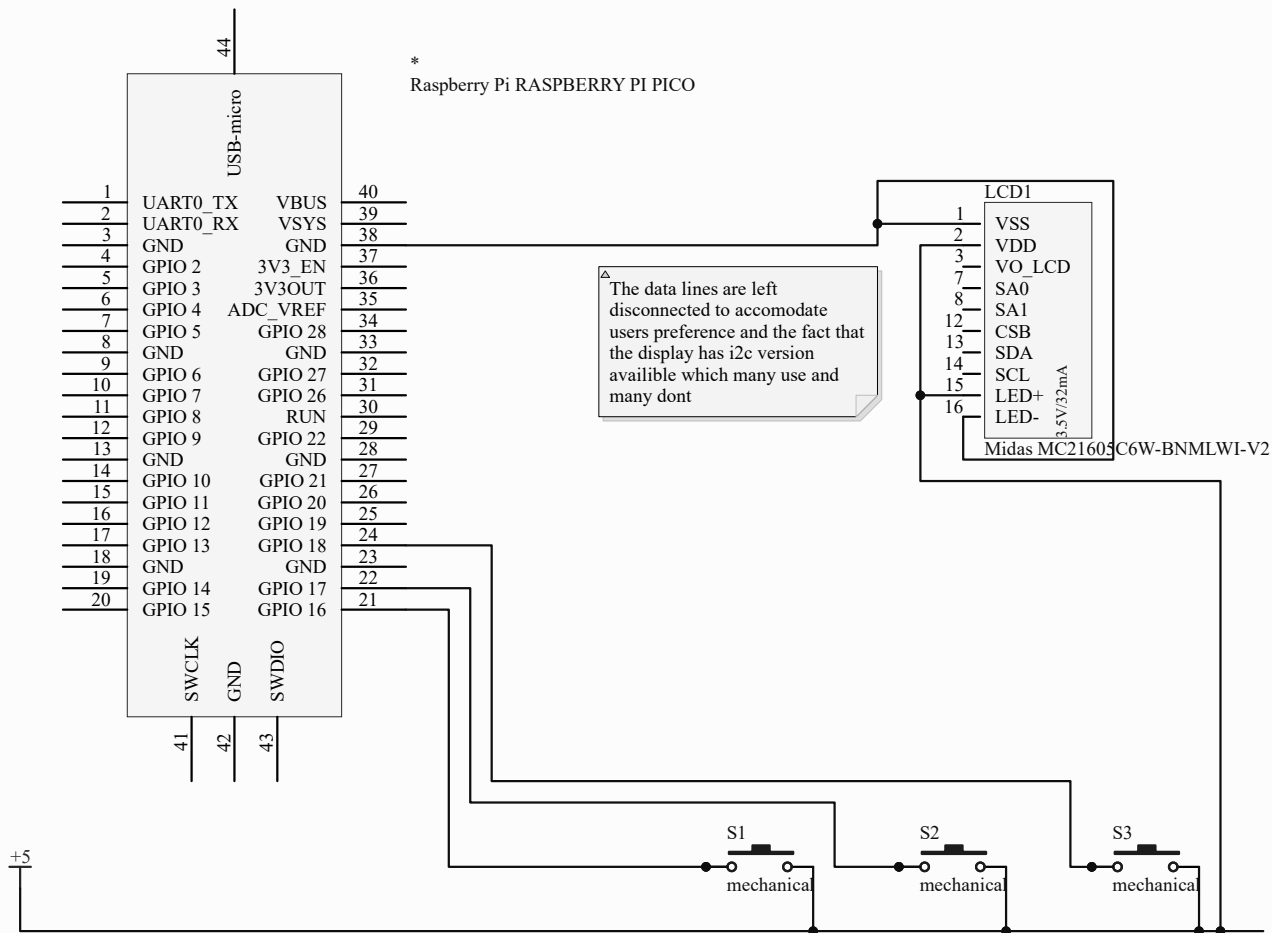 44
*
Raspberry Pi RASPBERRY PI PICO
USB-micro
1 UART0_TX VBUS 40
2 UART0_RX VSYS 39
3 GND GND 38
4 GPIO 2 3V3_EN 37
5 GPIO 3 3V3OUT 36
6 GPIO 4 ADC_VREF 35
7 GPIO 5 GPIO 28 34
8 GND GND 33
9 GPIO 6 GPIO 27 32
10 GPIO 7 GPIO 26 31
11 GPIO 8 RUN 30
12 GPIO 9 GPIO 22 29
13 GND GND 28
14 GPIO 10 GPIO 21 27
15 GPIO 11 GPIO 20 26
16 GPIO 12 GPIO 19 25
17 GPIO 13 GPIO 18 24
18 GND GND 23
19 GPIO 14 GPIO 17 22
20 GPIO 15 GPIO 16 21
SWCLK GND SWDIO
41 42 43
LCD1
1 VSS
2 VDD
3 VO_LCD
7 SA0
8 SA1
12 CSB
13 SDA
14 SCL
15 LED+
16 LED-
3.5V/32mA
Midas MC21605C6W-BNMLWI-V2
The data lines are left
disconnected to accomodate
users preference and the fact that
the display has i2c version
availible which many use and
many dont
S1 S2 S3
mechanical mechanical mechanical
+5